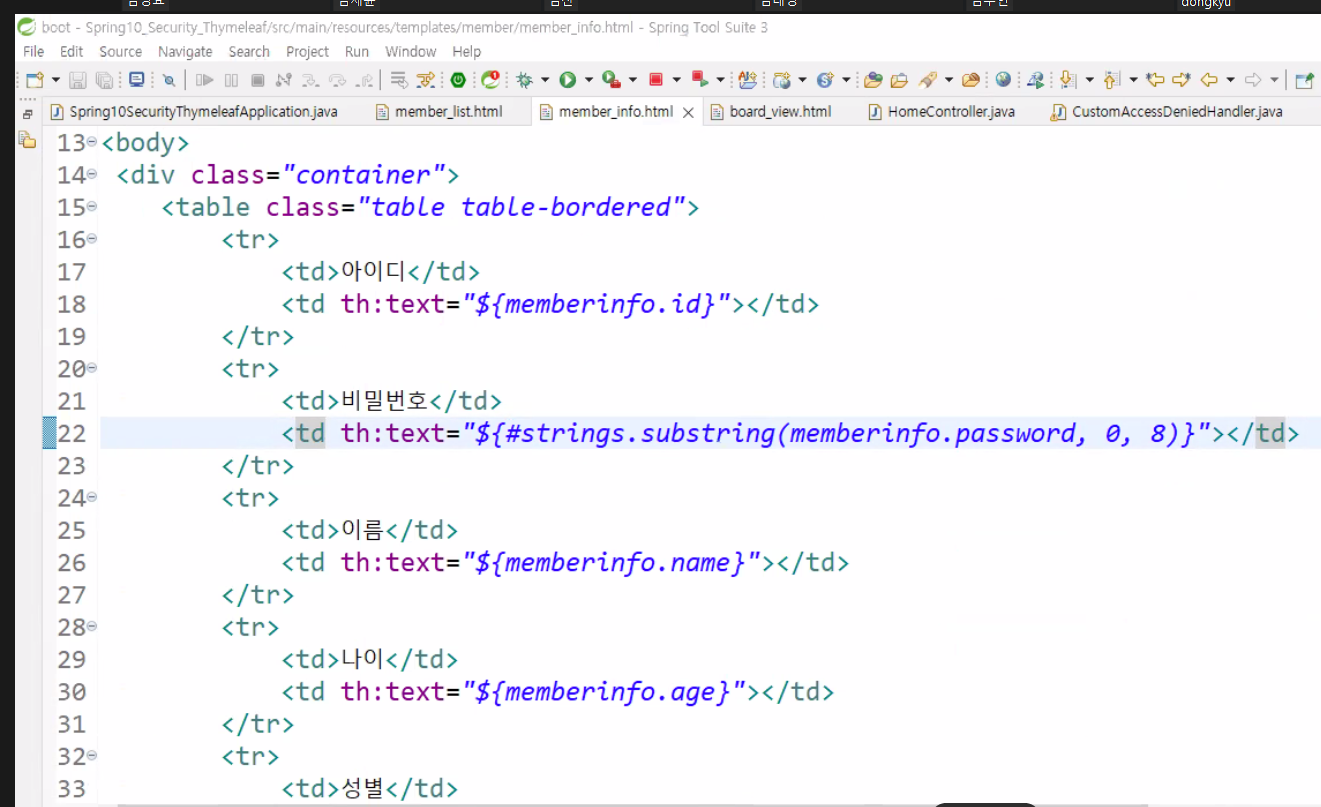 dongkyu
boot - Spring10_Security_Thymeleaf/src/main/resources/templates/member/member_info.html - Spring Tool Suite 3
File Edit Source Navigate Search Project Run Window Help
Spring10SecurityThymeleafApplication.java member_list.html member_info.html board_view.html HomeController.java CustomAccessDeniedHandler.java
13 <body>
14 <div class="container">
15 <table class="table table-bordered">
16 <tr>
17 <td>아이디</td>
18 <td th:text="${memberinfo.id}"></td>
19 </tr>
20 <tr>
21 <td>비밀번호</td>
22 <td th:text="${#strings.substring(memberinfo.password, 0, 8)}"></td>
23 </tr>
24 <tr>
25 <td>이름</td>
26 <td th:text="${memberinfo.name}"></td>
27 </tr>
28 <tr>
29 <td>나이</td>
30 <td th:text="${memberinfo.age}"></td>
31 </tr>
32 <tr>
33 <td>성별</td>